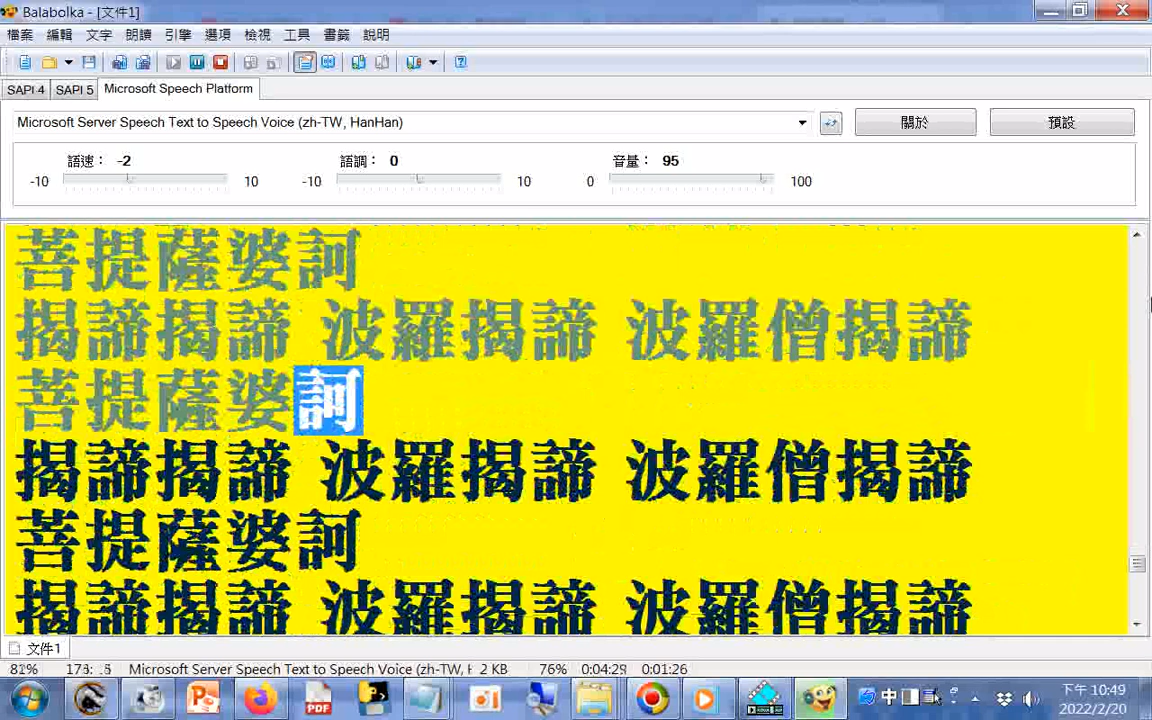 Balabolka - [文件1]
檔案 編輯 文字 朗讀 引擎 選項 檢視 工具 書籤 說明
SAPI 4 SAPI 5 Microsoft Speech Platform
Microsoft Server Speech Text to Speech Voice (zh-TW, HanHan) 關於 預設
語速: -2 語調: 0 音量: 95
-10 10 -10 10 0 100
菩提薩婆訶
揭諦揭諦 波羅揭諦 波羅僧揭諦
菩提薩婆訶
揭諦揭諦 波羅揭諦 波羅僧揭諦
菩提薩婆訶
揭諦揭諦 波羅揭諦 波羅僧揭諦
文件1
Microsoft Server Speech Text to Speech Voice (zh-TW, 2 KB 76% 0:04:29 0:01:26
PDF 中 下午 10:49
2022/2/20